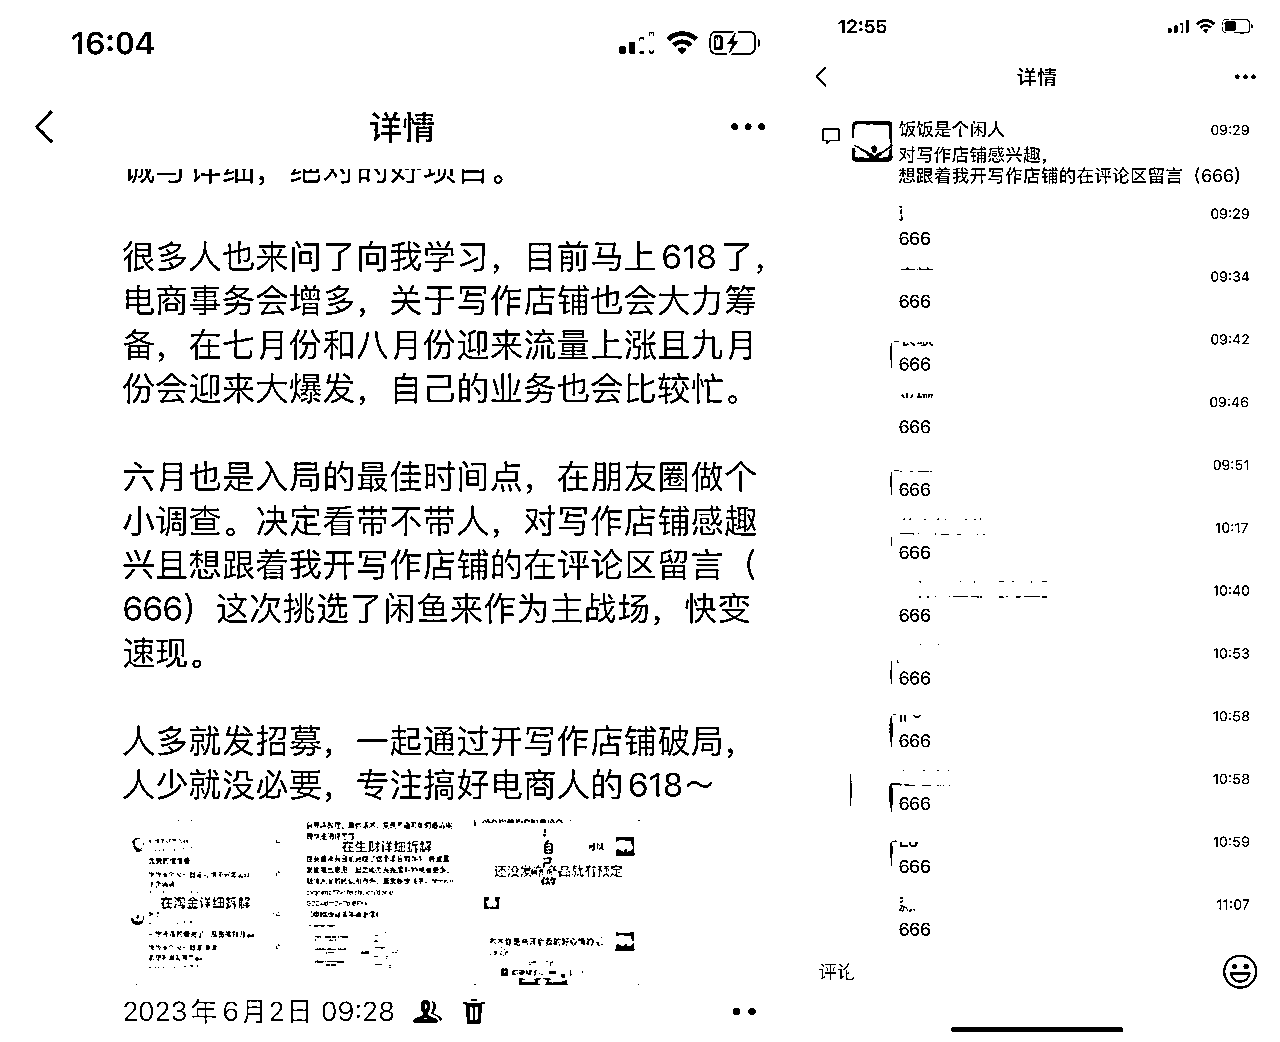 16:04
详情
诚与详细，绝对的好项目。
很多人也来问了向我学习，目前马上618了，
电商事务会增多，关于写作店铺也会大力筹
备，在七月份和八月份迎来流量上涨且九月
份会迎来大爆发，自己的业务也会比较忙。
六月也是入局的最佳时间点，在朋友圈做个
小调查。决定看带不带人，对写作店铺感趣
兴且想跟着我开写作店铺的在评论区留言（
666）这次挑选了闲鱼来作为主战场，快变
速现。
人多就发招募，一起通过开写作店铺破局，
人少就没必要，专注搞好电商人的618～
在淘金详细拆解
在生财详细拆解
自己
还没发布产品就有预定
2023年6月2日 09:28
12:55
详情
饭饭是个闲人 09:29
对写作店铺感兴趣，
想跟着我开写作店铺的在评论区留言（666）
09:29
666
09:34
666
09:42
666
09:46
666
09:51
666
10:17
666
10:40
666
10:53
666
10:58
666
10:58
666
10:59
666
11:07
666
评论